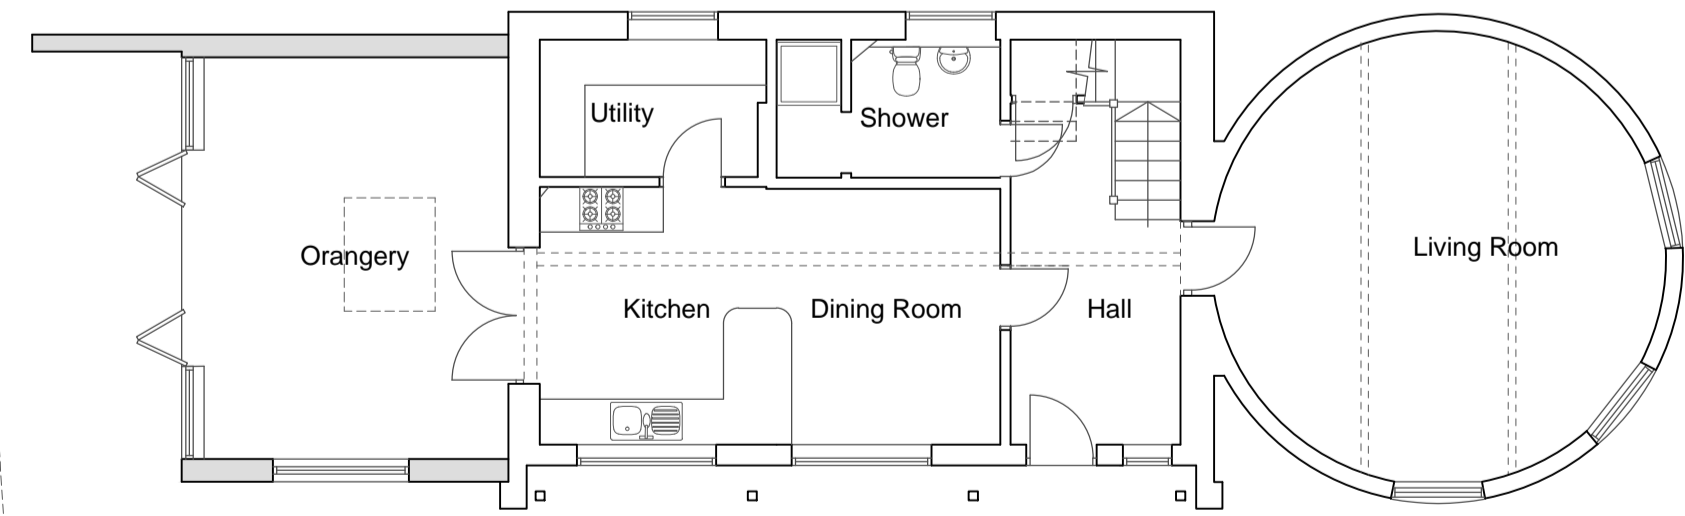 Utility
Shower
Orangery
Living Room
Kitchen
Dining Room
Hall